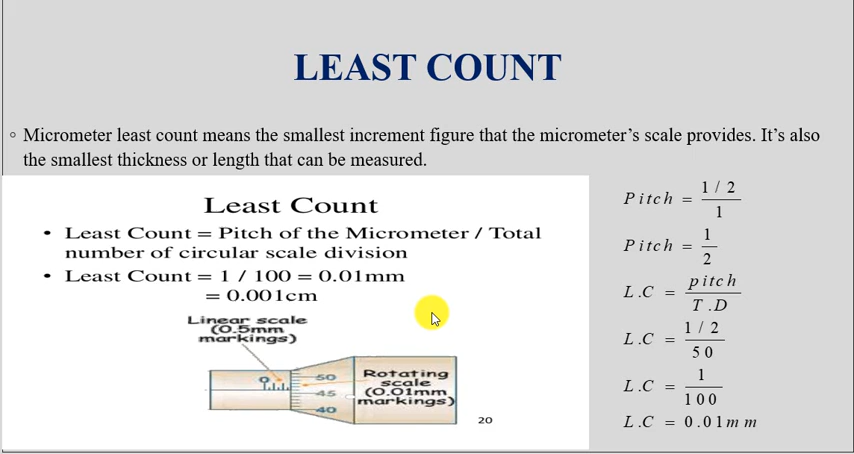 LEAST COUNT
◦ Micrometer least count means the smallest increment figure that the micrometer's scale provides. It's also
the smallest thickness or length that can be measured.
Least Count
• Least Count = Pitch of the Micrometer / Total
number of circular scale division
• Least Count = 1 / 100 = 0.01mm
= 0.001cm
Linear scale
(0.5mm
markings)
0
50
45
40
Rotating
scale
(0.01mm
markings)
20
Pitch = 1/2 / 1
Pitch = 1 / 2
L.C = pitch / T.D
L.C = 1/2 / 50
L.C = 1 / 100
L.C = 0.01mm